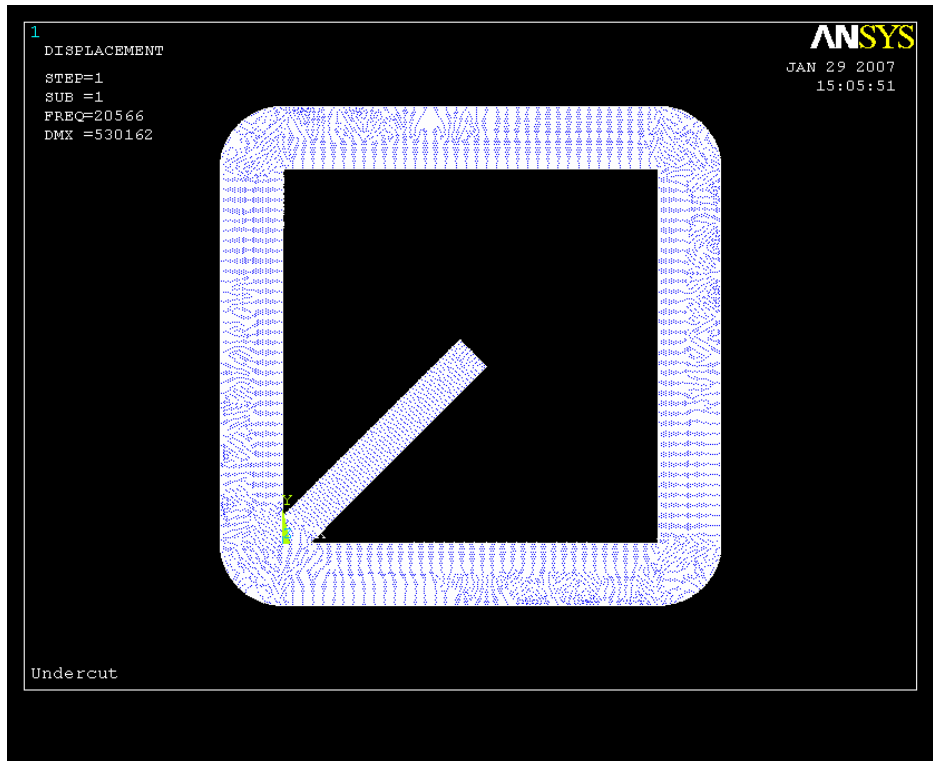 1
DISPLACEMENT
STEP=1
SUB =1
FREQ=20566
DMX =530162
ANSYS
JAN 29 2007
15:05:51
Y
X
Undercut